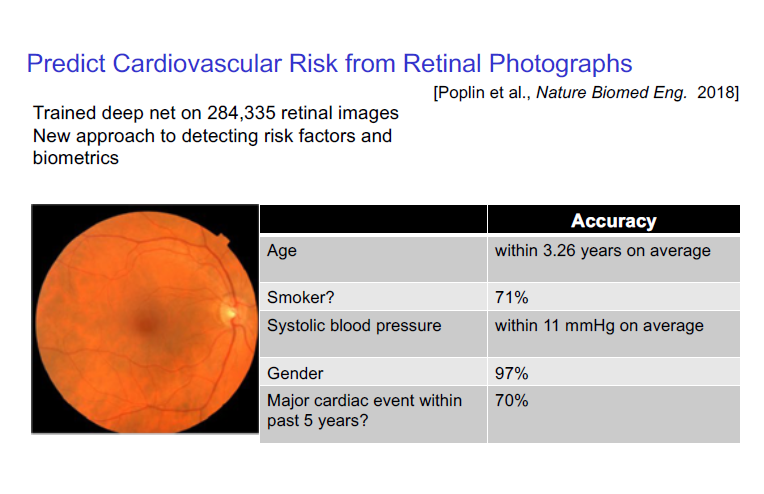 Predict Cardiovascular Risk from Retinal Photographs
[Poplin et al., Nature Biomed Eng. 2018]
Trained deep net on 284,335 retinal images
New approach to detecting risk factors and
biometrics
Accuracy
Age within 3.26 years on average
Smoker? 71%
Systolic blood pressure within 11 mmHg on average
Gender 97%
Major cardiac event within 70%
past 5 years?